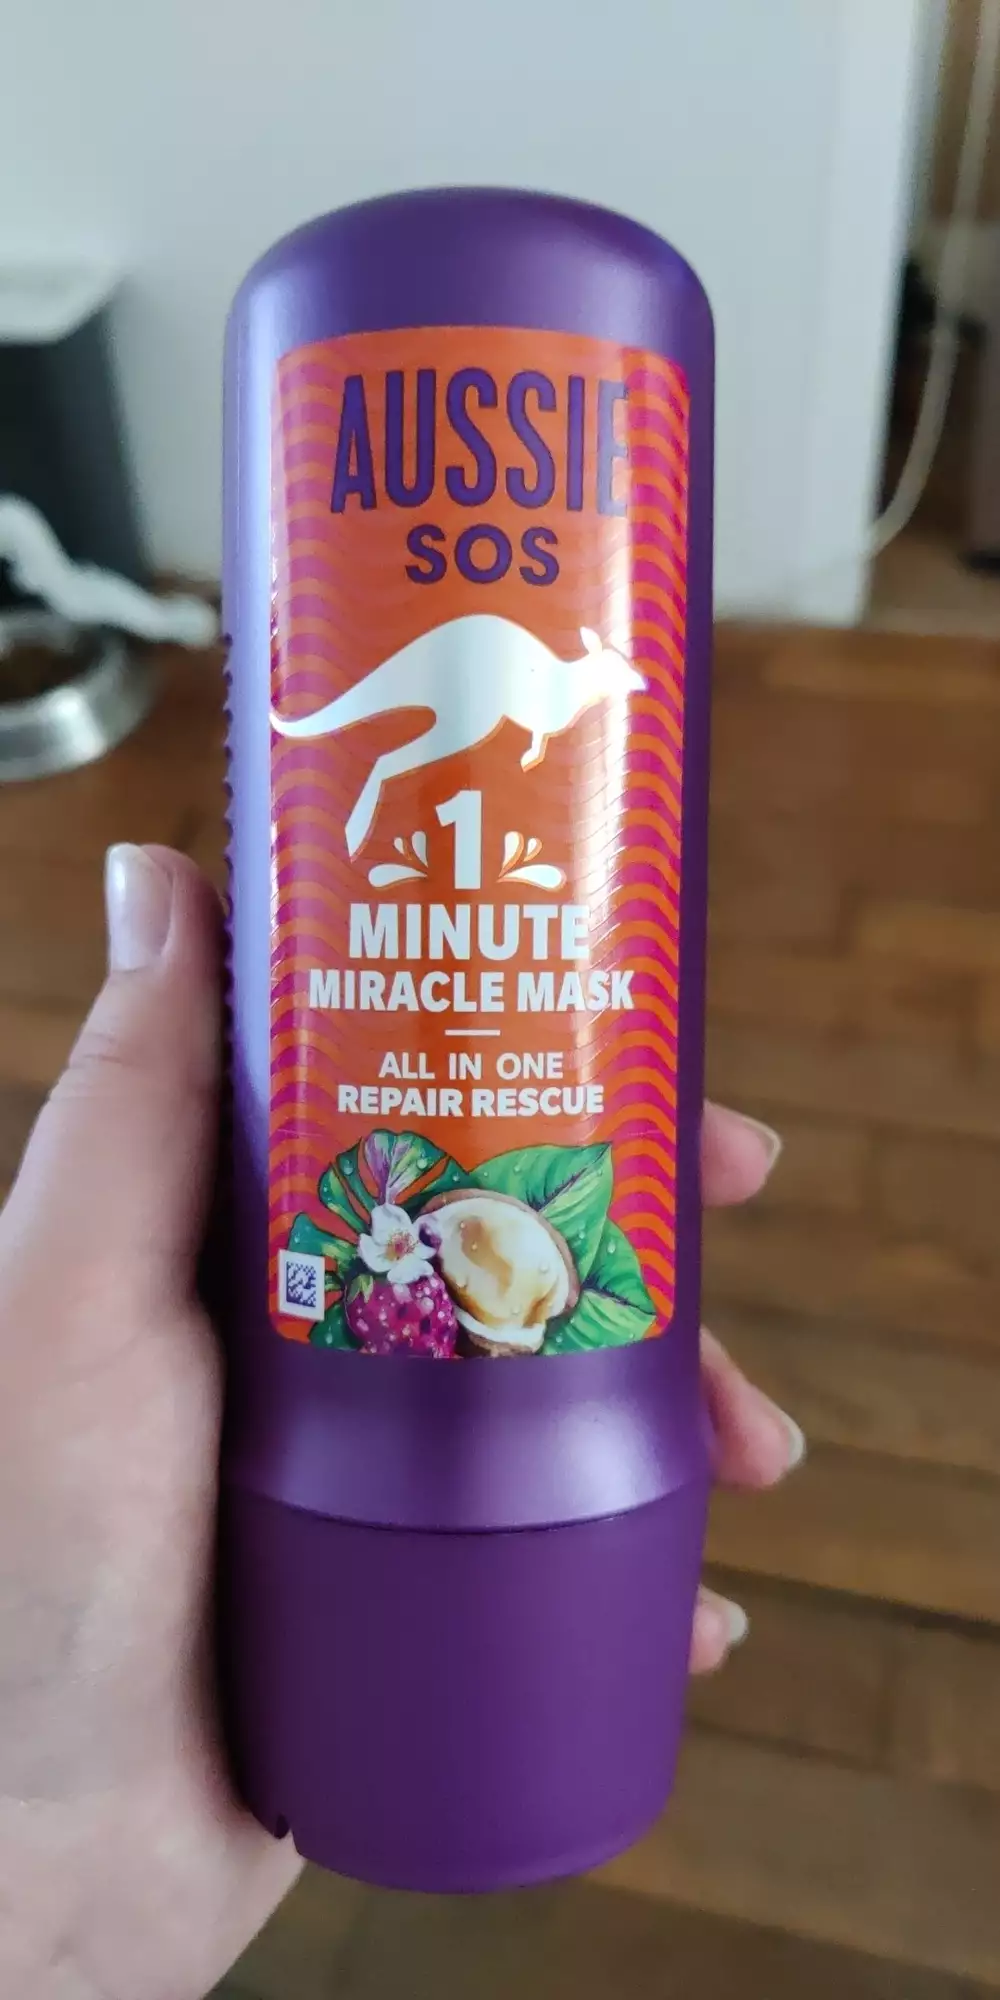 AUSSIE
SOS
1
MINUTE
MIRACLE MASK
ALL IN ONE
REPAIR RESCUE